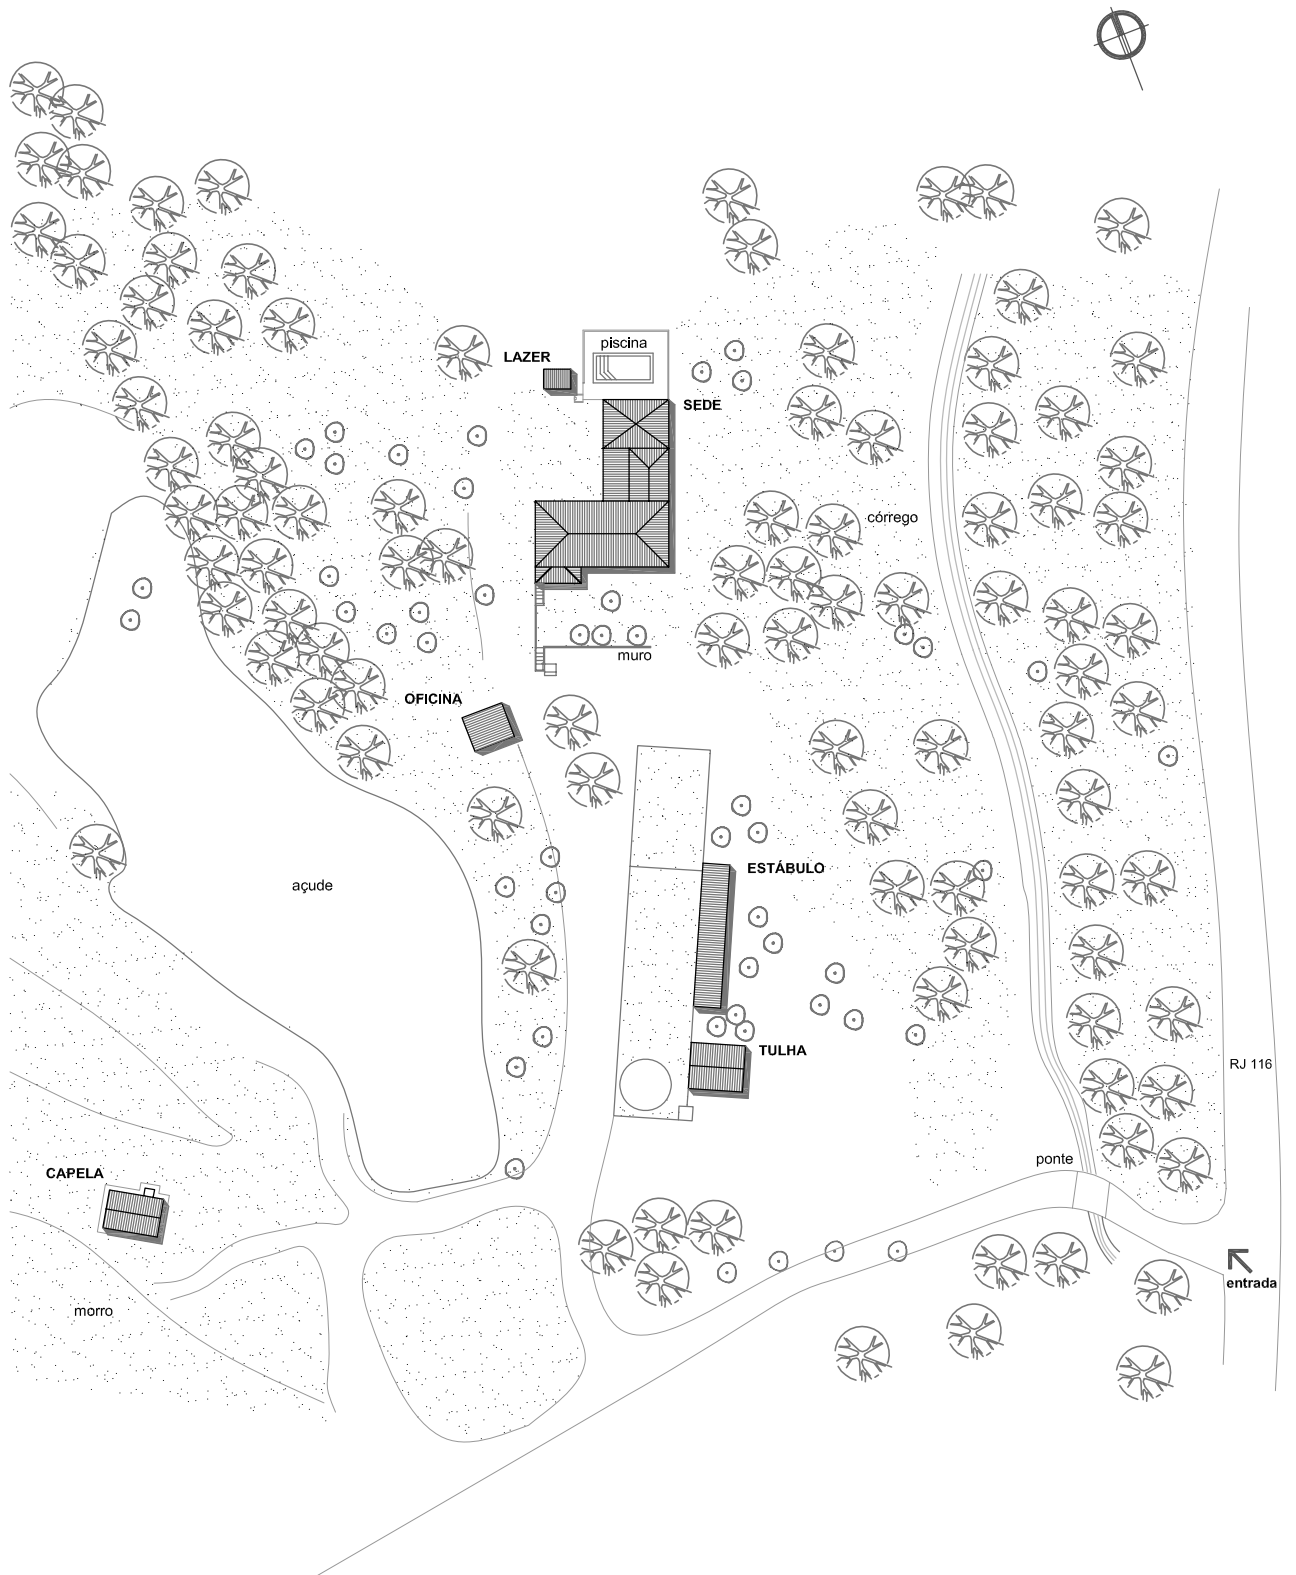 piscina
LAZER
SEDE
córrego
muro
OFICINA
ESTÁBULO
açude
TULHA
RJ 116
ponte
CAPELA
entrada
morro